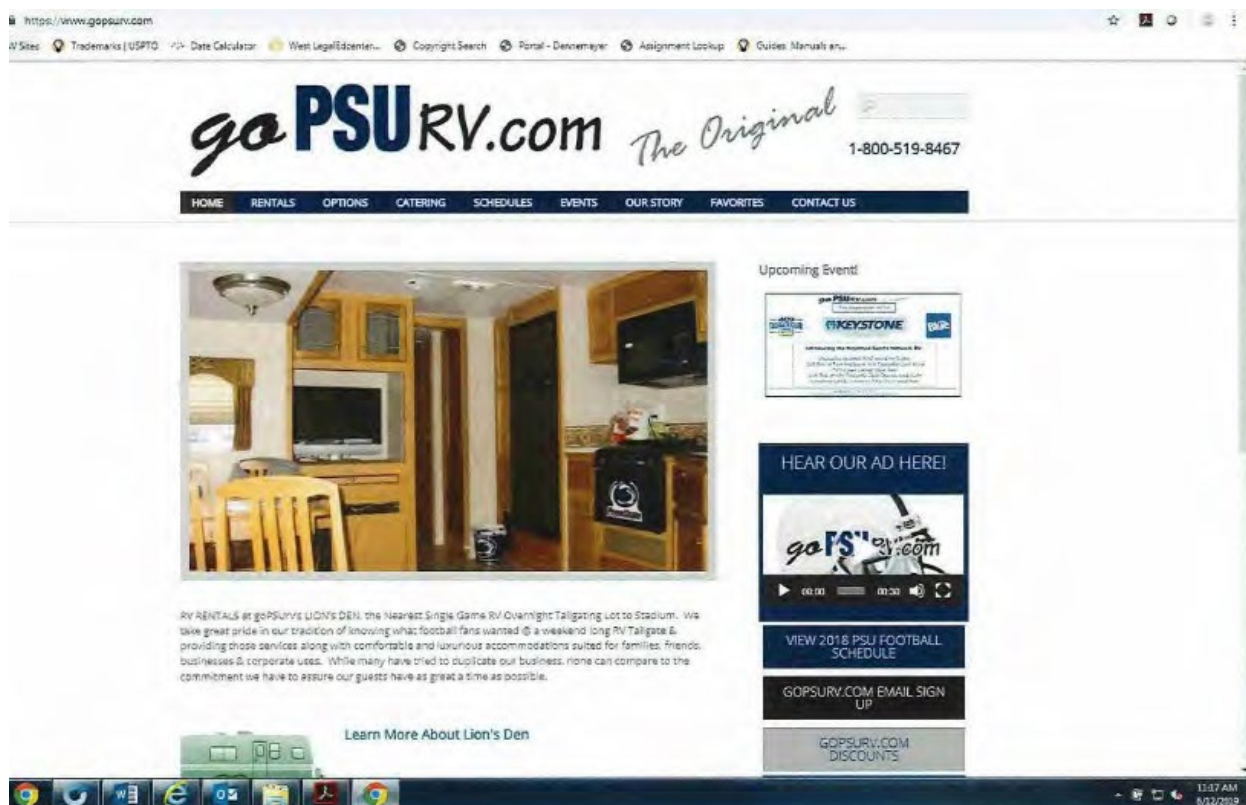 https://www.gopsurv.com
Sites Trademarks | USPTO Date Calculator West LegalEdcenter... Copyright Search Portal - Dennemeyer Assignment Lookup Guides, Manuals an...
go PSU RV.com The Original
1-800-519-8467
HOME RENTALS OPTIONS CATERING SCHEDULES EVENTS OUR STORY FAVORITES CONTACT US
Upcoming Event!
go PSU RV.com
KEYSTONE
HEAR OUR AD HERE!
go PSU RV.com
00:00 00:30
RV RENTALS at goPSUrv's LION's DEN, the Nearest Single Game RV Overnight Tailgating Lot to Stadium. We
take great pride in our tradition of knowing what football fans wanted @ a weekend long RV Tailgate &
providing those services along with comfortable and luxurious accommodations suited for families, friends,
businesses & corporate uses. While many have tried to duplicate our business, none can compare to the
commitment we have to assure our guests have as great a time as possible.
VIEW 2018 PSU FOOTBALL
SCHEDULE
GOPSURV.COM EMAIL SIGN
UP
Learn More About Lion's Den
GOPSURV.COM
DISCOUNTS
11:17 AM